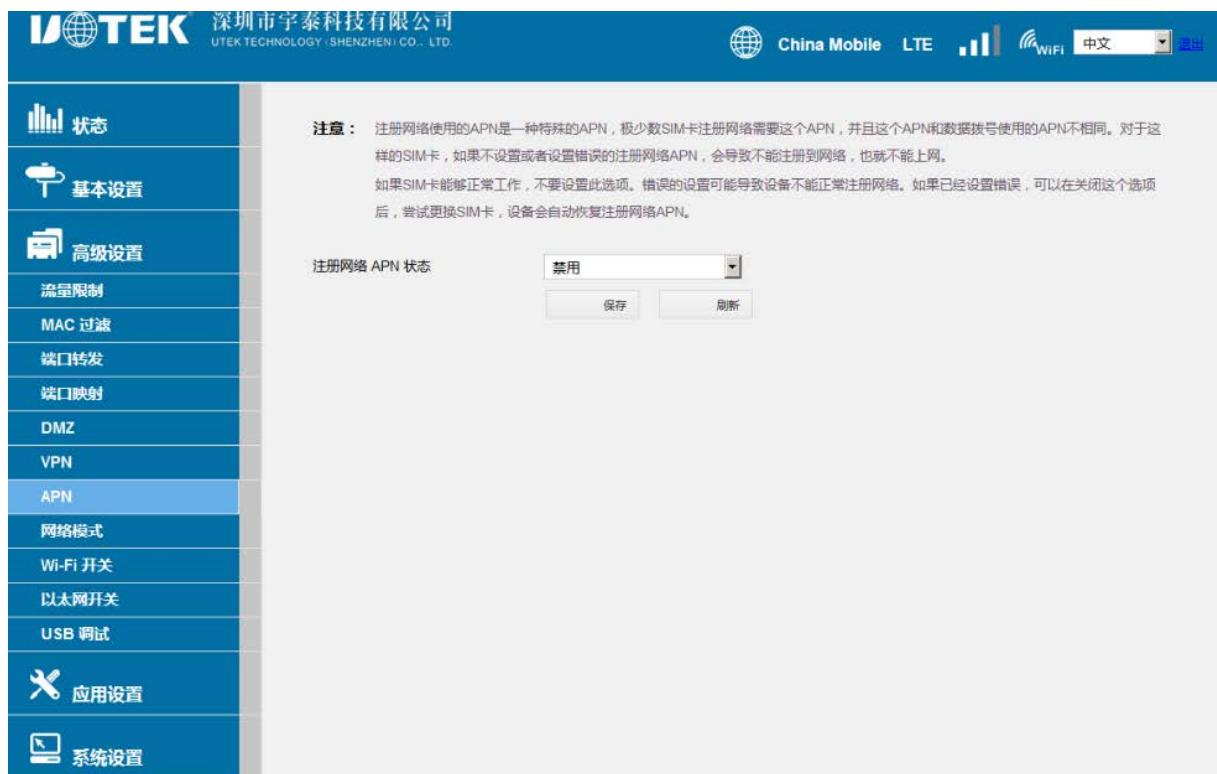 UOTEK 深圳市宇泰科技有限公司
UTEK TECHNOLOGY (SHENZHEN) CO., LTD.
China Mobile LTE WiFi 中文 退出
状态
基本设置
高级设置
流量限制
MAC 过滤
端口转发
端口映射
DMZ
VPN
APN
网络模式
Wi-Fi 开关
以太网开关
USB 调试
应用设置
系统设置
注意： 注册网络使用的APN是一种特殊的APN，极少数SIM卡注册网络需要这个APN，并且这个APN和数据拨号使用的APN不相同。对于这
样的SIM卡，如果不设置或者设置错误的注册网络APN，会导致不能注册到网络，也就不能上网。
如果SIM卡能够正常工作，不要设置此选项。错误的设置可能导致设备不能正常注册网络。如果已经设置错误，可以在关闭这个选项
后，尝试更换SIM卡，设备会自动恢复注册网络APN。
注册网络 APN 状态 禁用
保存 刷新